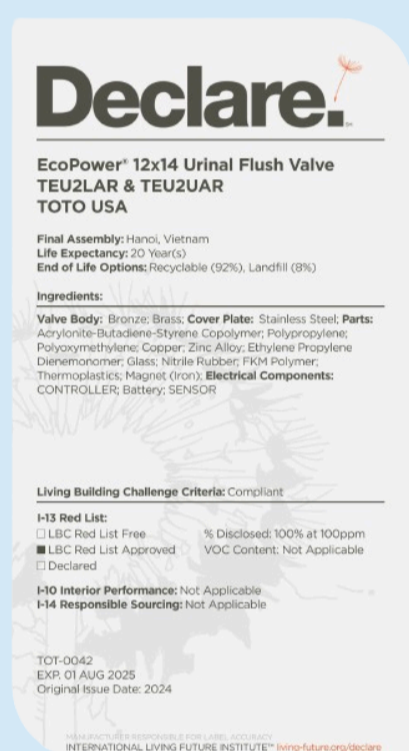 Declare.
EcoPower® 12x14 Urinal Flush Valve
TEU2LAR & TEU2UAR
TOTO USA
Final Assembly: Hanoi, Vietnam
Life Expectancy: 20 Year(s)
End of Life Options: Recyclable (92%), Landfill (8%)
Ingredients:
Valve Body: Bronze; Brass; Cover Plate: Stainless Steel; Parts:
Acrylonite-Butadiene-Styrene Copolymer; Polypropylene;
Polyoxymethylene; Copper; Zinc Alloy; Ethylene Propylene
Dienemonomer; Glass; Nitrile Rubber; FKM Polymer;
Thermoplastics; Magnet (Iron); Electrical Components:
CONTROLLER; Battery; SENSOR
Living Building Challenge Criteria: Compliant
I-13 Red List:
LBC Red List Free % Disclosed: 100% at 100ppm
LBC Red List Approved VOC Content: Not Applicable
Declared
I-10 Interior Performance: Not Applicable
I-14 Responsible Sourcing: Not Applicable
TOT-0042
EXP. 01 AUG 2025
Original Issue Date: 2024
MANUFACTURER RESPONSIBLE FOR LABEL ACCURACY
INTERNATIONAL LIVING FUTURE INSTITUTE™ living-future.org/declare